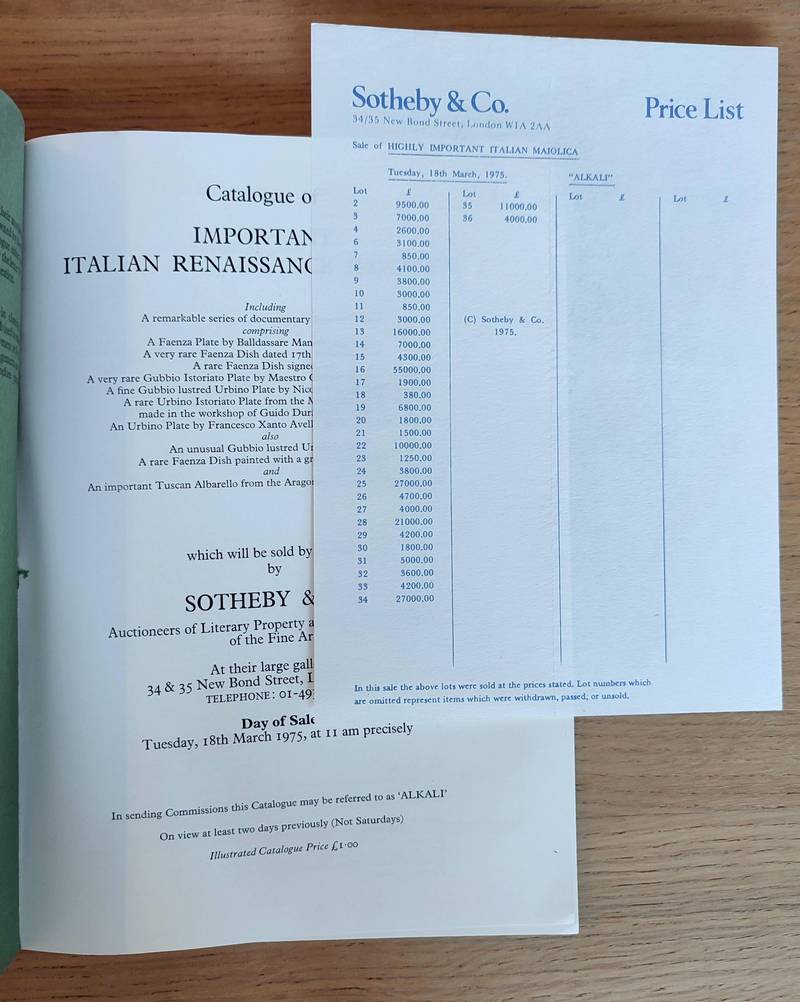 Catalogue o
IMPORTAN
ITALIAN RENAISSANC
Including
A remarkable series of documentary
comprising
A Faenza Plate by Balldassare Man
A very rare Faenza Dish dated 17th
A rare Faenza Dish signe
A very rare Gubbio Istoriato Plate by Maestro
A fine Gubbio lustred Urbino Plate by Nico
A rare Urbino Istoriato Plate from the M
made in the workshop of Guido Dur
An Urbino Plate by Francesco Xanto Avell
also
An unusual Gubbio lustred Ur
A rare Faenza Dish painted with a gr
and
An important Tuscan Albarello from the Arago
which will be sold by
by
SOTHEBY &
Auctioneers of Literary Property a
of the Fine Ar
At their large gall
34 & 35 New Bond Street, L
TELEPHONE: 01-49
Day of Sale
Tuesday, 18th March 1975, at 11 am precisely
In sending Commissions this Catalogue may be referred to as 'ALKALI'
On view at least two days previously (Not Saturdays)
Illustrated Catalogue Price £1·00
Sotheby & Co.
34/35 New Bond Street, London W1A 2AA
Price List
Sale of HIGHLY IMPORTANT ITALIAN MAIOLICA
Tuesday, 18th March, 1975.
"ALKALI"
Lot £ Lot £ Lot £ Lot £
2 9500.00 35 11000.00
3 7000.00 36 4000.00
4 2600.00
6 3100.00
7 850.00
8 4100.00
9 3800.00
10 3000.00
11 850.00
12 3000.00 (C) Sotheby & Co.
13 16000.00 1975.
14 7000.00
15 4300.00
16 55000.00
17 1900.00
18 380.00
19 6800.00
20 1800.00
21 1500.00
22 10000.00
23 1250.00
24 3800.00
25 27000.00
26 4700.00
27 4000.00
28 21000.00
29 4200.00
30 1800.00
31 5000.00
32 3600.00
33 4200.00
34 27000.00
In this sale the above lots were sold at the prices stated. Lot numbers which
are omitted represent items which were withdrawn, passed, or unsold.